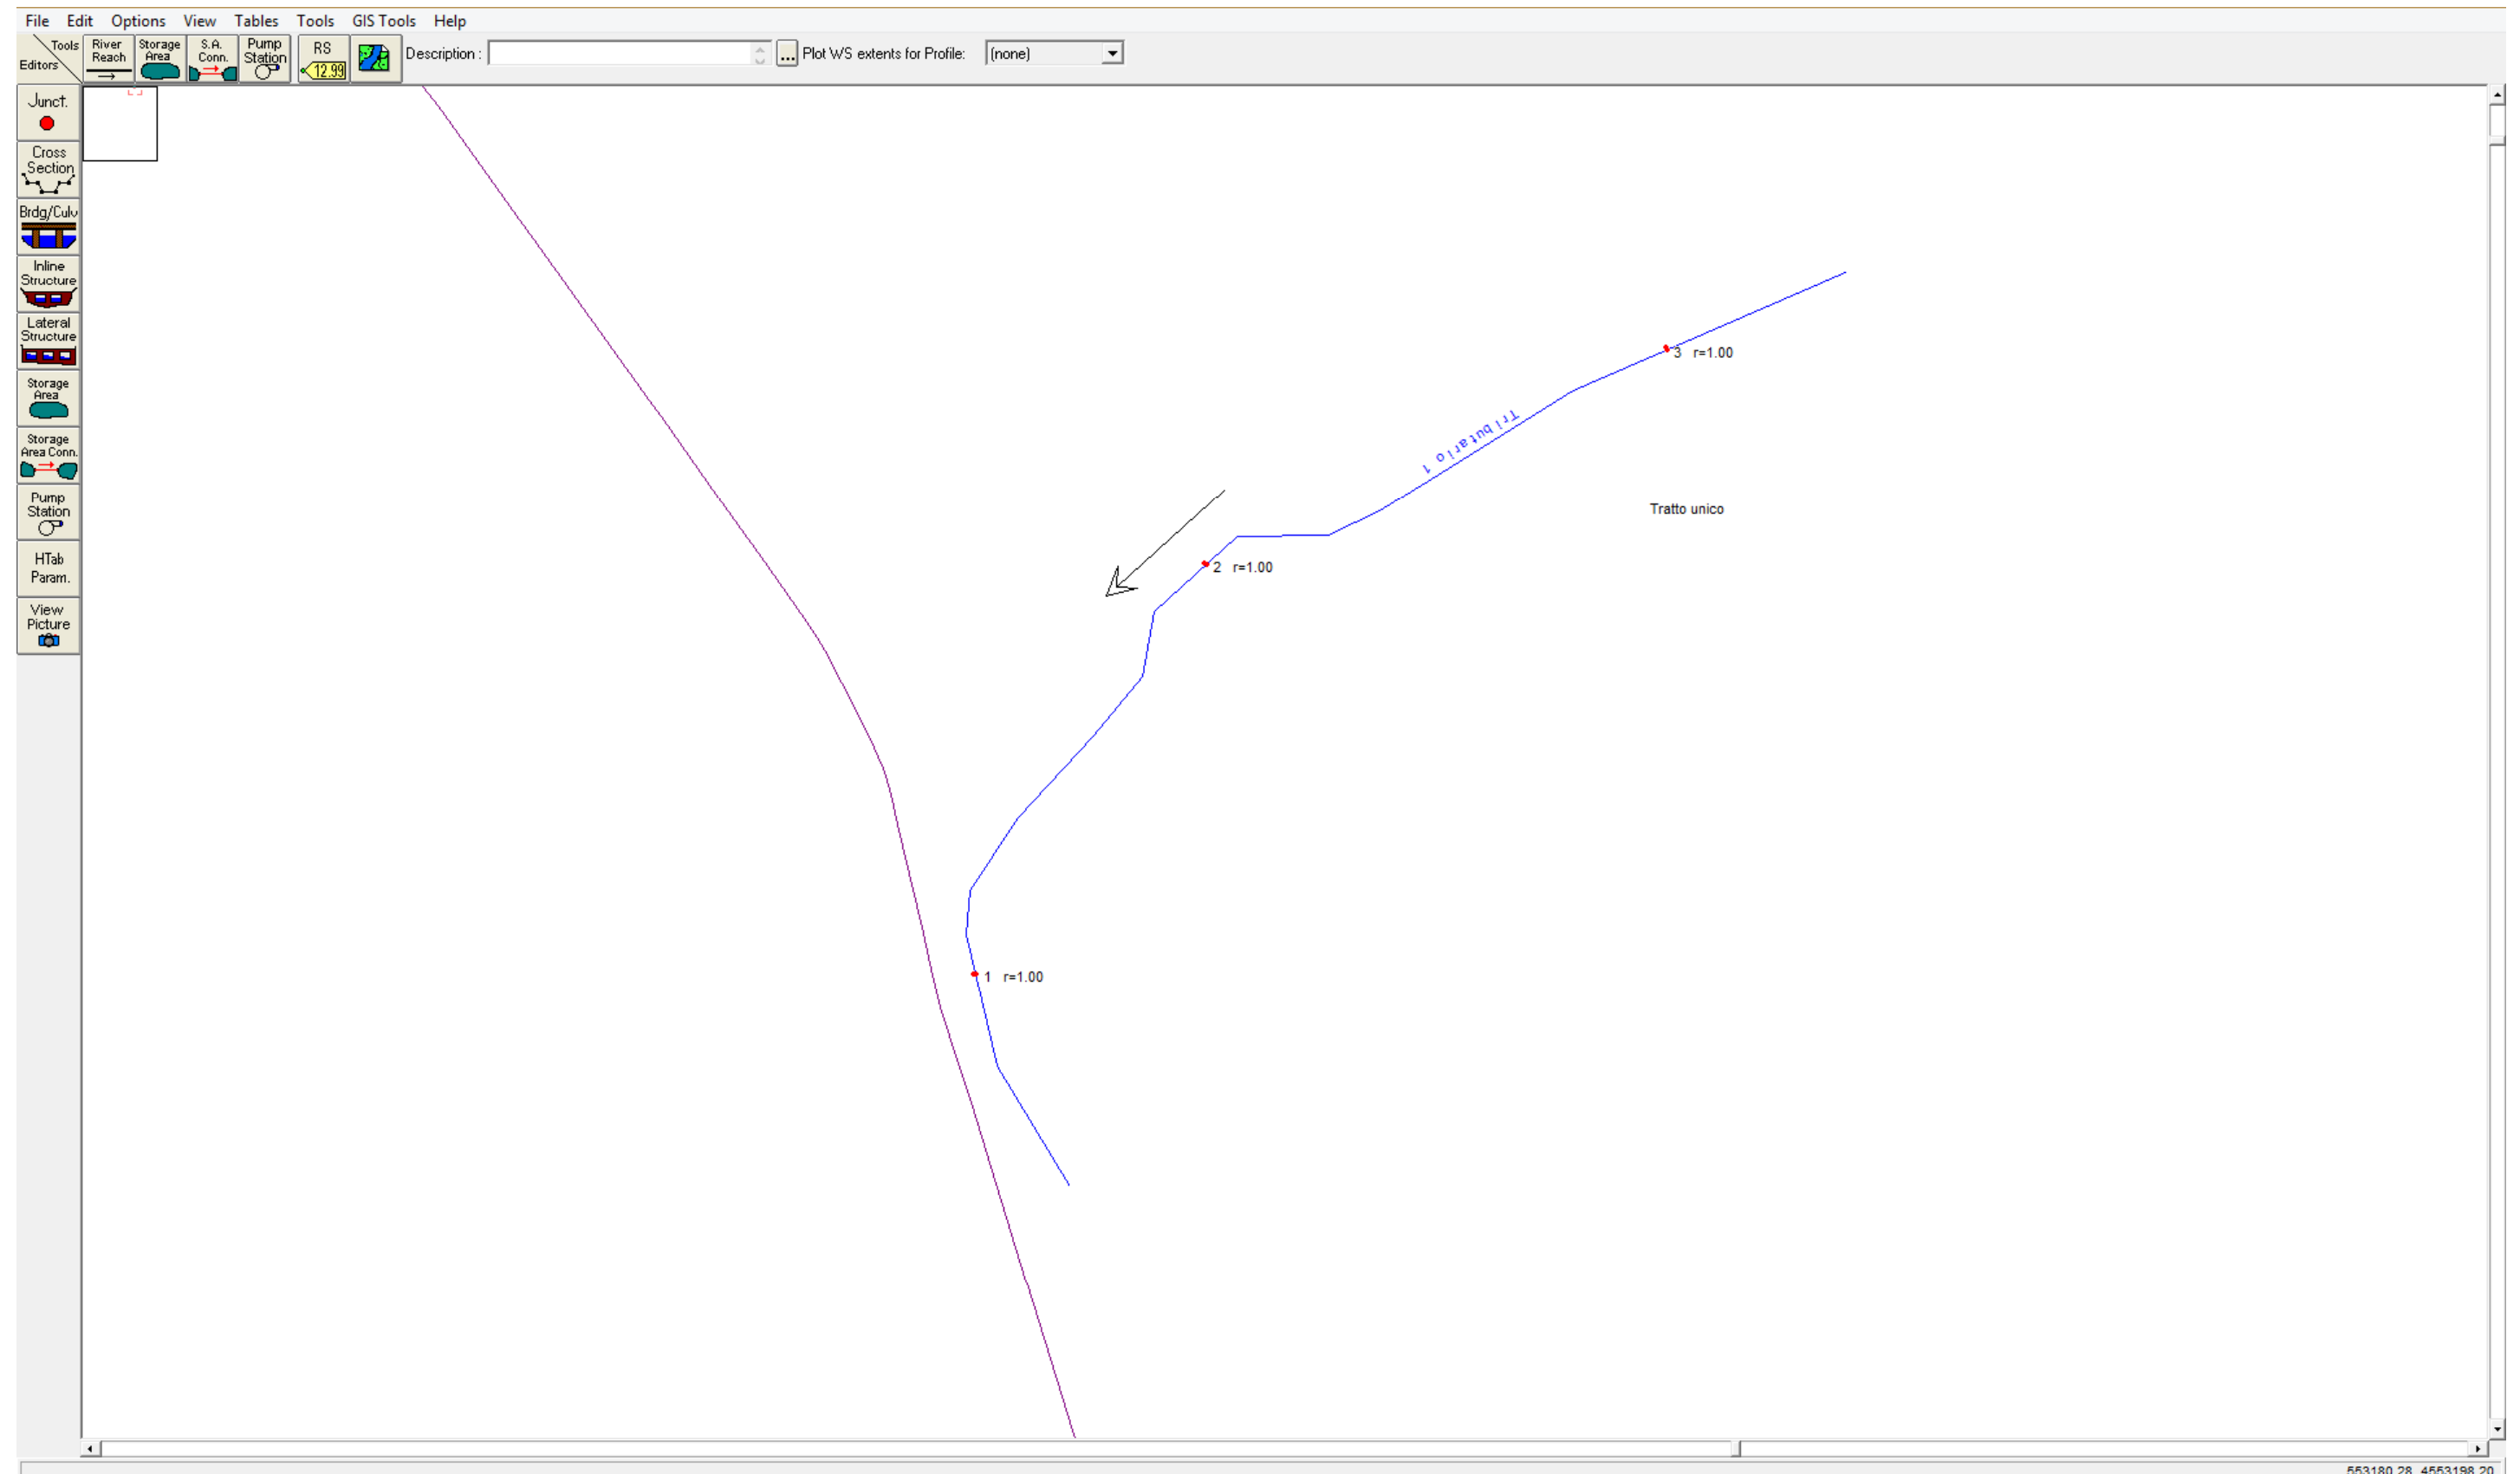 File Edit Options View Tables Tools GIS Tools Help
Tools
Editors
River
Reach
Storage
Area
S.A.
Conn.
Pump
Station
RS
12.99
Description :
...
Plot WS extents for Profile:
(none)
Junct.
Cross
Section
Brdg/Culv
Inline
Structure
Lateral
Structure
Storage
Area
Storage
Area Conn.
Pump
Station
HTab
Param.
View
Picture
3 r=1.00
Tributario 1
Tratto unico
2 r=1.00
1 r=1.00
553180.28, 4553198.20